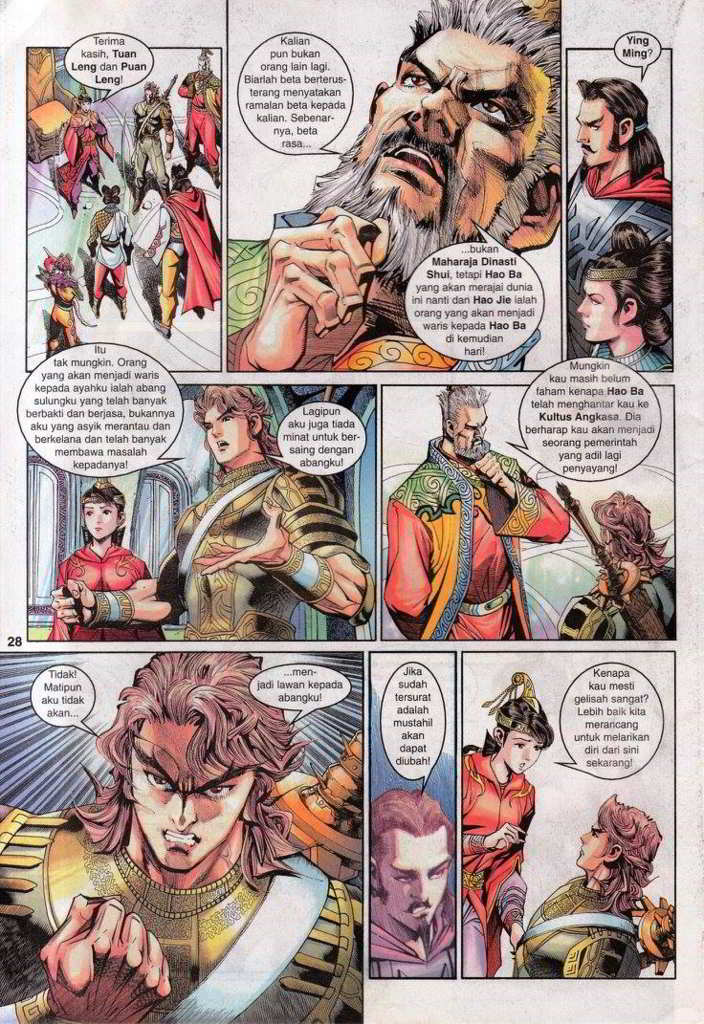 Terima
kasih, Tuan
Leng dan Puan
Leng!
Kalian
pun bukan
orang lain lagi.
Biarlah beta berterus-
terang menyatakan
ramalan beta kepada
kalian. Sebenar-
nya, beta
rasa...
...bukan
Maharaja Dinasti
Shui, tetapi Hao Ba
yang akan merajai dunia
ini nanti dan Hao Jie ialah
orang yang akan menjadi
waris kepada Hao Ba
di kemudian
hari!
Ying
Ming?
Itu
tak mungkin. Orang
yang akan menjadi waris
kepada ayahku ialah abang
sulungku yang telah banyak
berbakti dan berjasa, bukannya
aku yang asyik merantau dan
berkelana dan telah banyak
membawa masalah
kepadanya!
Lagipun
aku juga tiada
minat untuk ber-
saing dengan
abangku!
Mungkin
kau masih belum
faham kenapa Hao Ba
telah menghantar kau ke
Kultus Angkasa. Dia
berharap kau akan menjadi
seorang pemerintah
yang adil lagi
penyayang!
28
Tidak!
Matipun
aku tidak
akan...
...men-
jadi lawan kepada
abangku!
Jika
sudah
tersurat
adalah
mustahil
akan
dapat
diubah!
Kenapa
kau mesti
gelisah sangat?
Lebih baik kita
merancang
untuk melarikan
diri dari sini
sekarang!